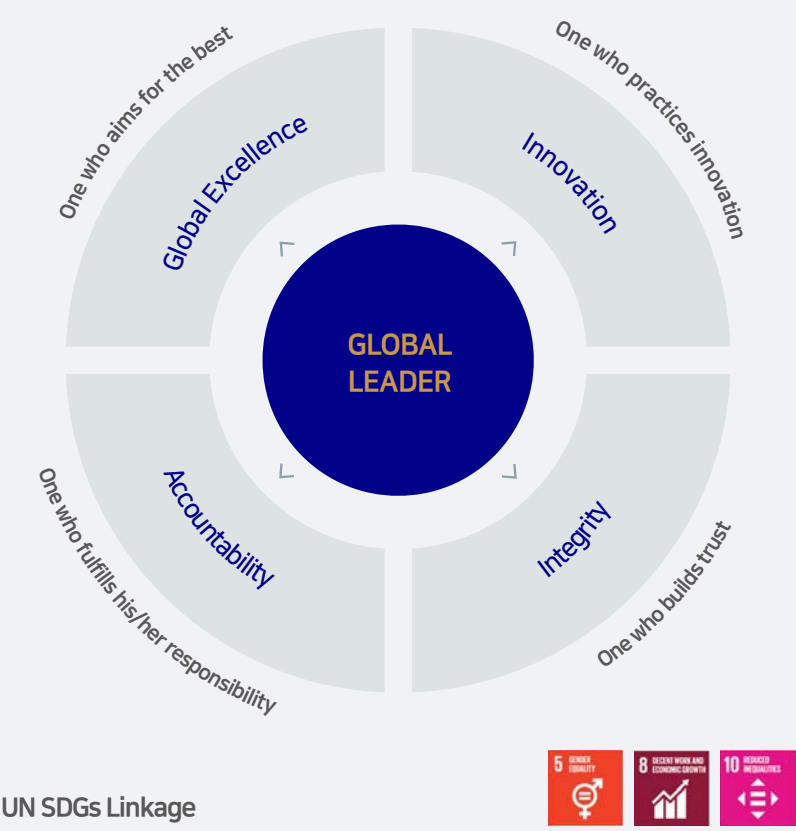 One who aims for the best
Global Excellence
One who practices innovation
Innovation
GLOBAL
LEADER
One who fulfills his/her responsibility
Accountability
One who builds trust
Integrity
UN SDGs Linkage
5 GENDER
EQUALITY
8 DECENT WORK AND
ECONOMIC GROWTH
10 REDUCED
INEQUALITIES